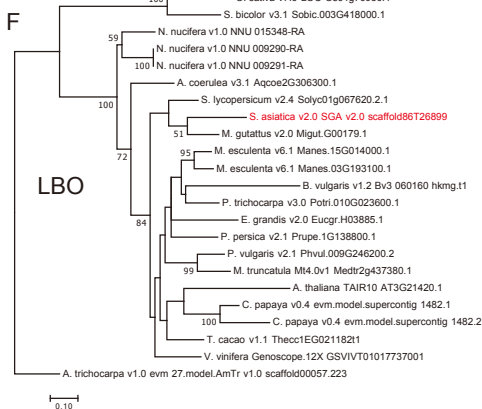 F
S. bicolor v3.1 Sobic.003G418000.1
N. nucifera v1.0 NNU 015348-RA
59
N. nucifera v1.0 NNU 009290-RA
100
N. nucifera v1.0 NNU 009291-RA
A. coerulea v3.1 Aqcoe2G306300.1
100
S. lycopersicum v2.4 Solyc01g067620.2.1
S. asiatica v2.0 SGA v2.0 scaffold86T26899
51
M. guttatus v2.0 Migut.G00179.1
72
95
M. esculenta v6.1 Manes.15G014000.1
M. esculenta v6.1 Manes.03G193100.1
LBO
B. vulgaris v1.2 Bv3 060160 hkmg.t1
P. trichocarpa v3.0 Potri.010G023600.1
84
E. grandis v2.0 Eucgr.H03885.1
P. persica v2.1 Prupe.1G138800.1
P. vulgaris v2.1 Phvul.009G246200.2
99
M. truncatula Mt4.0v1 Medtr2g437380.1
A. thaliana TAIR10 AT3G21420.1
C. papaya v0.4 evm.model.supercontig 1482.1
100
C. papaya v0.4 evm.model.supercontig 1482.2
T. cacao v1.1 Thecc1EG021182t1
V. vinifera Genoscope.12X GSVIVT01017737001
A. trichocarpa v1.0 evm 27.model.AmTr v1.0 scaffold00057.223
0.10